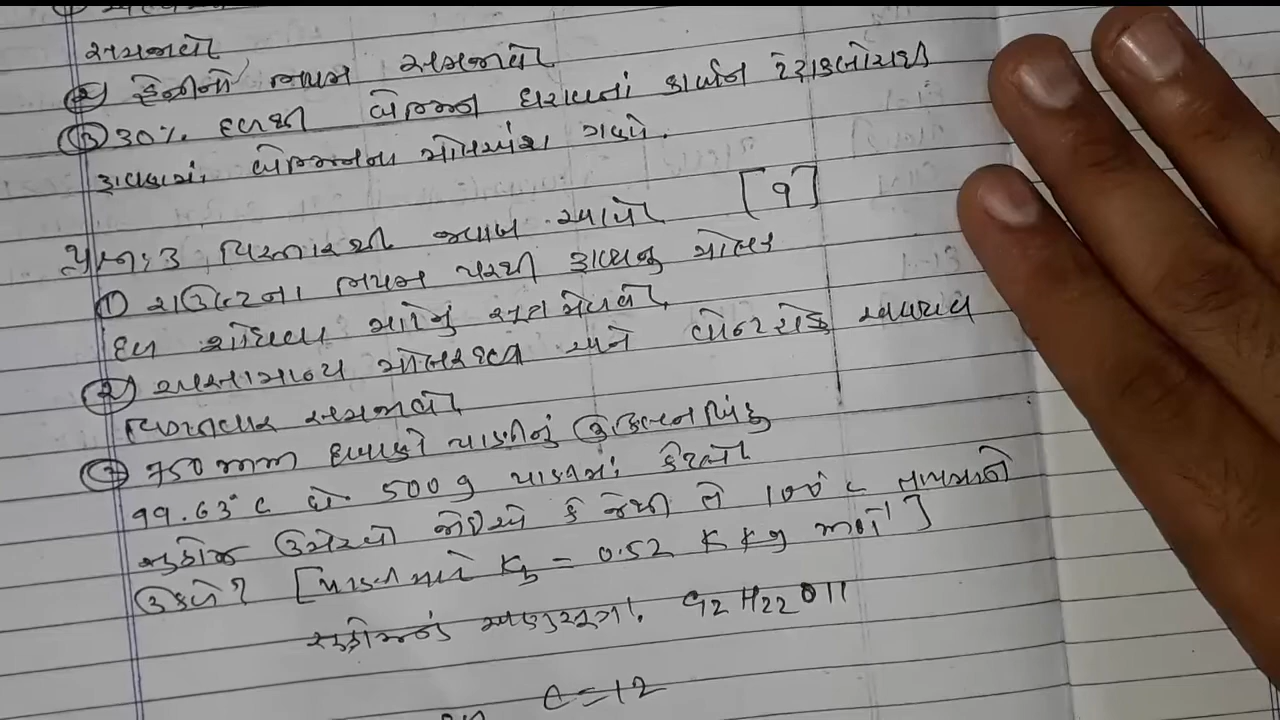 સમજાવો
② હેન્રીનો નિયમ સમજાવો
③ 30% દળથી બેન્ઝિન ધરાવતાં કાર્બન ટેટ્રાક્લોરાઇડ
દ્રાવણમાં બેન્ઝિનના મોલઅંશ ગણો.
પ્રશ્ન:૩ વિસ્તારથી જવાબ આપો [9]
① રાઉલ્ટના નિયમ પરથી દ્રાવ્યનું મોલર
દળ શોધવા માટેનું સૂત્ર મેળવો
② અસામાન્ય મોલરદળ અને વોન્ટહોફ અવયવ
વિગતવાર સમજાવો
③ 750 mm દબાણે પાણીનું ઉત્કલનબિંદુ
99.63°C છે. 500 g પાણીમાં કેટલો
સુક્રોઝ ઉમેરવો જોઈએ કે જેથી તે 100°C તાપમાને
ઉકળે? [પાણી માટે Kb = 0.52 K kg mol⁻¹]
સુક્રોઝનું અણુસૂત્ર. C12 H22 O11
C=12